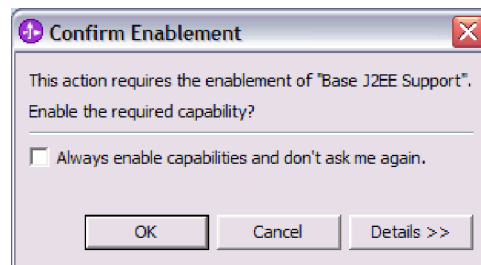 Confirm Enablement
This action requires the enablement of "Base J2EE Support".
Enable the required capability?
Always enable capabilities and don't ask me again.
OK Cancel Details >>